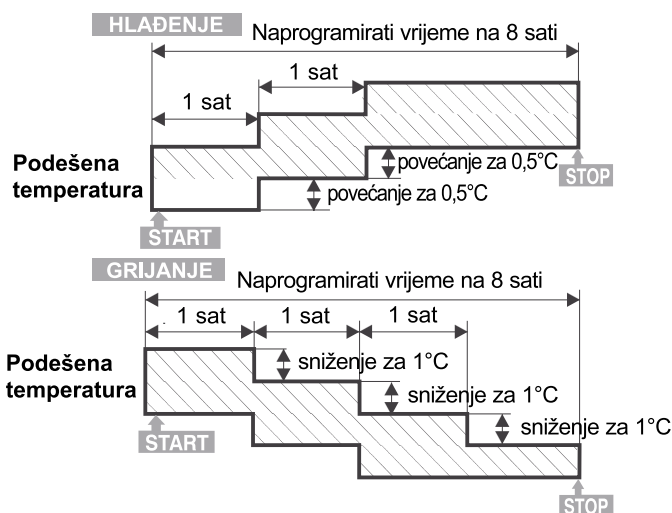 HLAĐENJE
Naprogramirati vrijeme na 8 sati
1 sat
1 sat
Podešena
temperatura
povećanje za 0,5°C
povećanje za 0,5°C
STOP
START
GRIJANJE
Naprogramirati vrijeme na 8 sati
1 sat
1 sat
1 sat
Podešena
temperatura
sniženje za 1°C
sniženje za 1°C
sniženje za 1°C
START
STOP